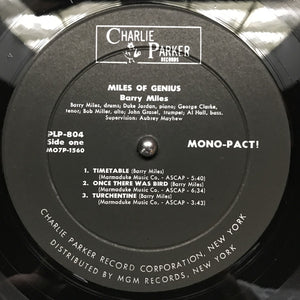 CHARLIE
PARKER
RECORDS
MILES OF GENIUS
Barry Miles
Barry Miles, drums; Duke Jordan, piano; George Clarke,
tenor; Bob Miller, alto; John Grasel, trumpet; Al Hall, bass.
Supervision: Aubrey Mayhew
PLP-804
Side one
MO7P-1560
MONO-PACT!
1. TIMETABLE (Barry Miles)
(Marmaduke Music Co. - ASCAP - 5:40)
2. ONCE THERE WAS BIRD (Barry Miles)
(Marmaduke Music Co. - ASCAP - 6:34)
3. TURCHENTINE (Barry Miles)
(Marmaduke Music Co. - ASCAP - 3:43)
CHARLIE PARKER RECORD CORPORATION, NEW YORK
DISTRIBUTED BY MGM RECORDS, NEW YORK